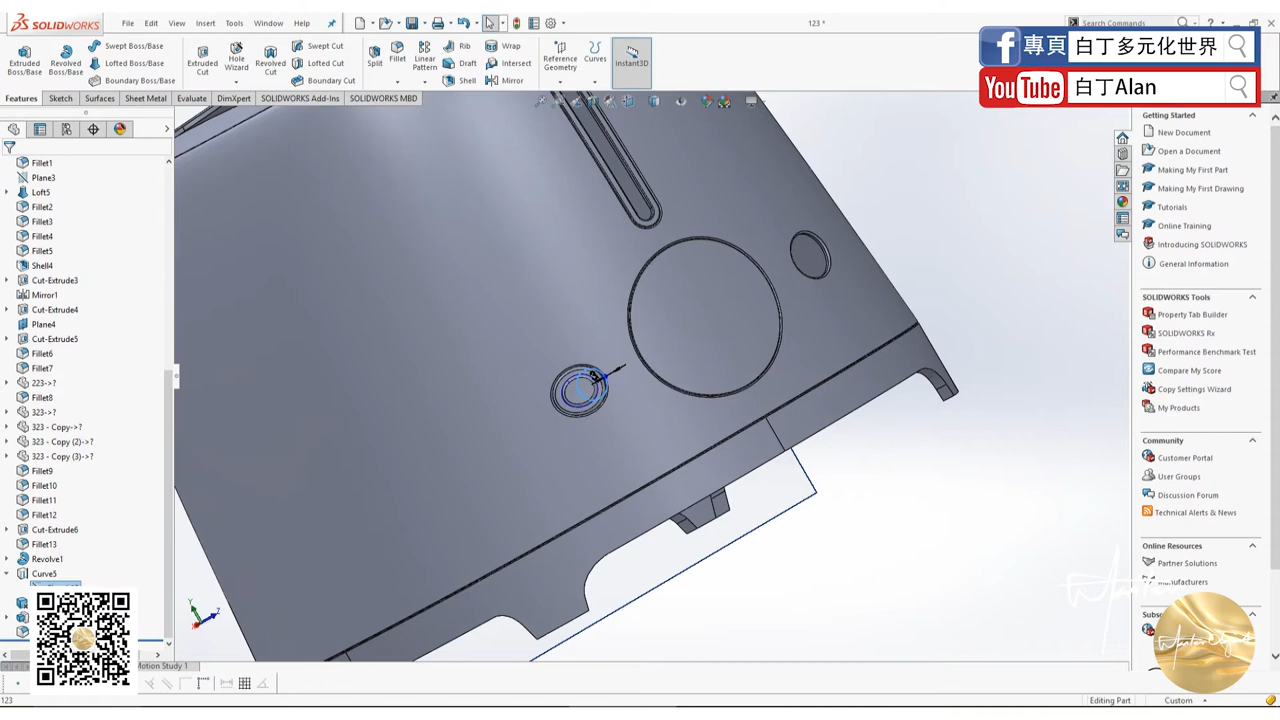 SOLIDWORKS
File Edit View Insert Tools Window Help
123 *
Search Commands
專頁 白丁多元化世界
YouTube 白丁Alan
Extruded Boss/Base
Revolved Boss/Base
Swept Boss/Base
Lofted Boss/Base
Boundary Boss/Base
Extruded Cut
Hole Wizard
Revolved Cut
Swept Cut
Lofted Cut
Boundary Cut
Split
Fillet
Linear Pattern
Rib
Draft
Shell
Wrap
Intersect
Mirror
Reference Geometry
Curves
Instant3D
Features Sketch Surfaces Sheet Metal Evaluate DimXpert SOLIDWORKS Add-Ins SOLIDWORKS MBD
Fillet1
Plane3
Loft5
Fillet2
Fillet3
Fillet4
Fillet5
Shell4
Cut-Extrude3
Mirror1
Cut-Extrude4
Plane4
Cut-Extrude5
Fillet6
Fillet7
223->?
Fillet8
323->?
323 - Copy->?
323 - Copy (2)->?
323 - Copy (3)->?
Fillet9
Fillet10
Fillet11
Fillet12
Cut-Extrude6
Fillet13
Revolve1
Curve5
Y
Z
Motion Study 1
123
Getting Started
New Document
Open a Document
Making My First Part
Making My First Drawing
Tutorials
Online Training
Introducing SOLIDWORKS
General Information
SOLIDWORKS Tools
Property Tab Builder
SOLIDWORKS Rx
Performance Benchmark Test
Compare My Score
Copy Settings Wizard
My Products
Community
Customer Portal
User Groups
Discussion Forum
Technical Alerts & News
Online Resources
Partner Solutions
Editing Part
Custom